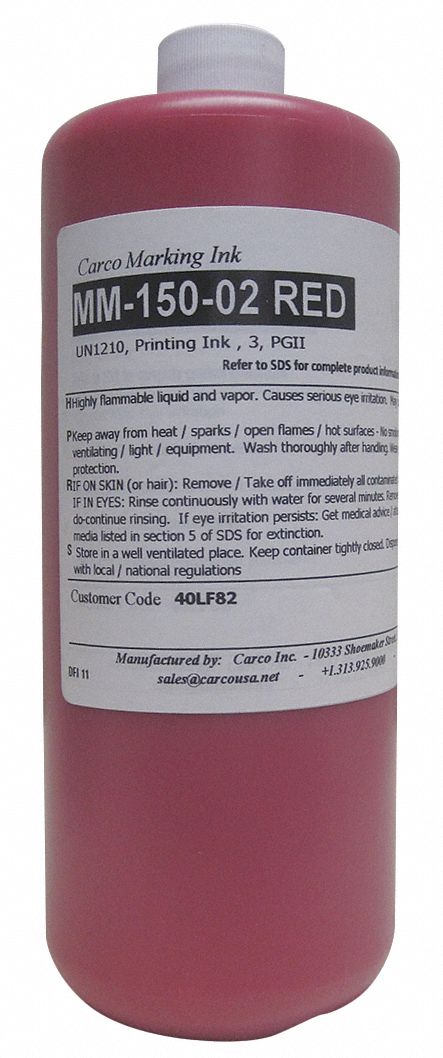 Carco Marking Ink
MM-150-02 RED
UN1210, Printing Ink , 3, PGII
Refer to SDS for complete product
H Highly flammable liquid and vapor. Causes serious eye irritation.
P Keep away from heat / sparks / open flames / hot surfaces - No
ventilating / light / equipment. Wash thoroughly after handling.
protection.
R IF ON SKIN (or hair): Remove / Take off immediately all
IF IN EYES: Rinse continuously with water for several minutes.
do-continue rinsing. If eye irritation persists: Get medical advice /
media listed in section 5 of SDS for extinction.
S Store in a well ventilated place. Keep container tightly closed.
with local / national regulations
Customer Code 40LF82
Manufactured by: Carco Inc. - 10333 Shoemaker
DFI 11 sales@carcousa.net - +1.313.925.9000 -